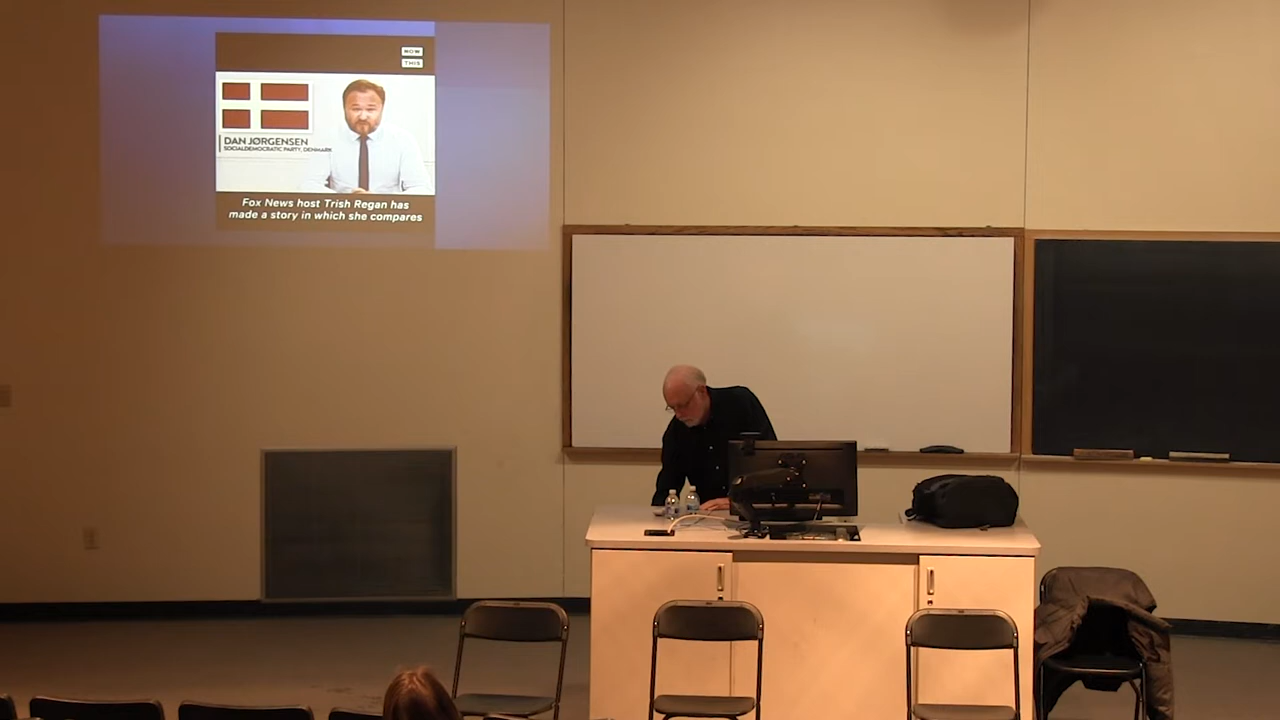 NOW
THIS
DAN JØRGENSEN
SOCIALDEMOCRATIC PARTY, DENMARK
Fox News host Trish Regan has
made a story in which she compares